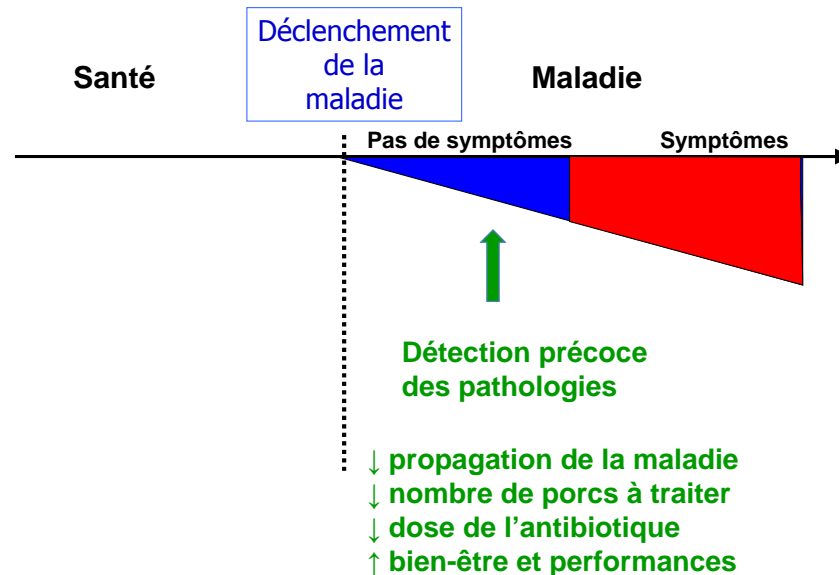 Déclenchement
de la
maladie
Santé
Maladie
Pas de symptômes
Symptômes
Détection précoce
des pathologies
↓ propagation de la maladie
↓ nombre de porcs à traiter
↓ dose de l'antibiotique
↑ bien-être et performances